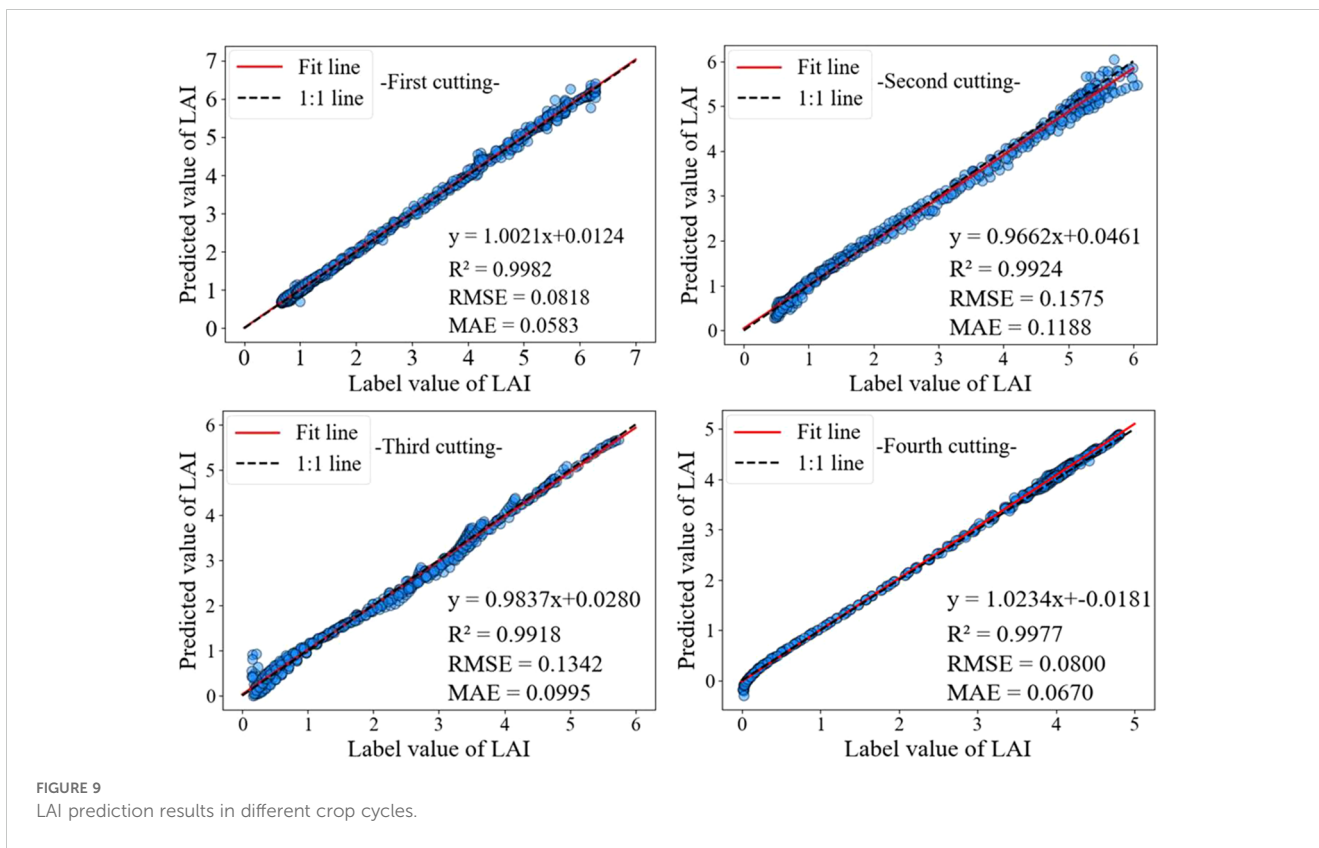 7
6
5
4
3
2
1
0
Predicted value of LAI
Fit line
1:1 line
-First cutting-
y = 1.0021x+0.0124
R² = 0.9982
RMSE = 0.0818
MAE = 0.0583
0 1 2 3 4 5 6 7
Label value of LAI
6
5
4
3
2
1
0
Predicted value of LAI
Fit line
1:1 line
-Second cutting-
y = 0.9662x+0.0461
R² = 0.9924
RMSE = 0.1575
MAE = 0.1188
0 1 2 3 4 5 6
Label value of LAI
6
5
4
3
2
1
0
Predicted value of LAI
Fit line
1:1 line
-Third cutting-
y = 0.9837x+0.0280
R² = 0.9918
RMSE = 0.1342
MAE = 0.0995
0 1 2 3 4 5 6
Label value of LAI
5
4
3
2
1
0
Predicted value of LAI
Fit line
1:1 line
-Fourth cutting-
y = 1.0234x+-0.0181
R² = 0.9977
RMSE = 0.0800
MAE = 0.0670
0 1 2 3 4 5
Label value of LAI
FIGURE 9
LAI prediction results in different crop cycles.